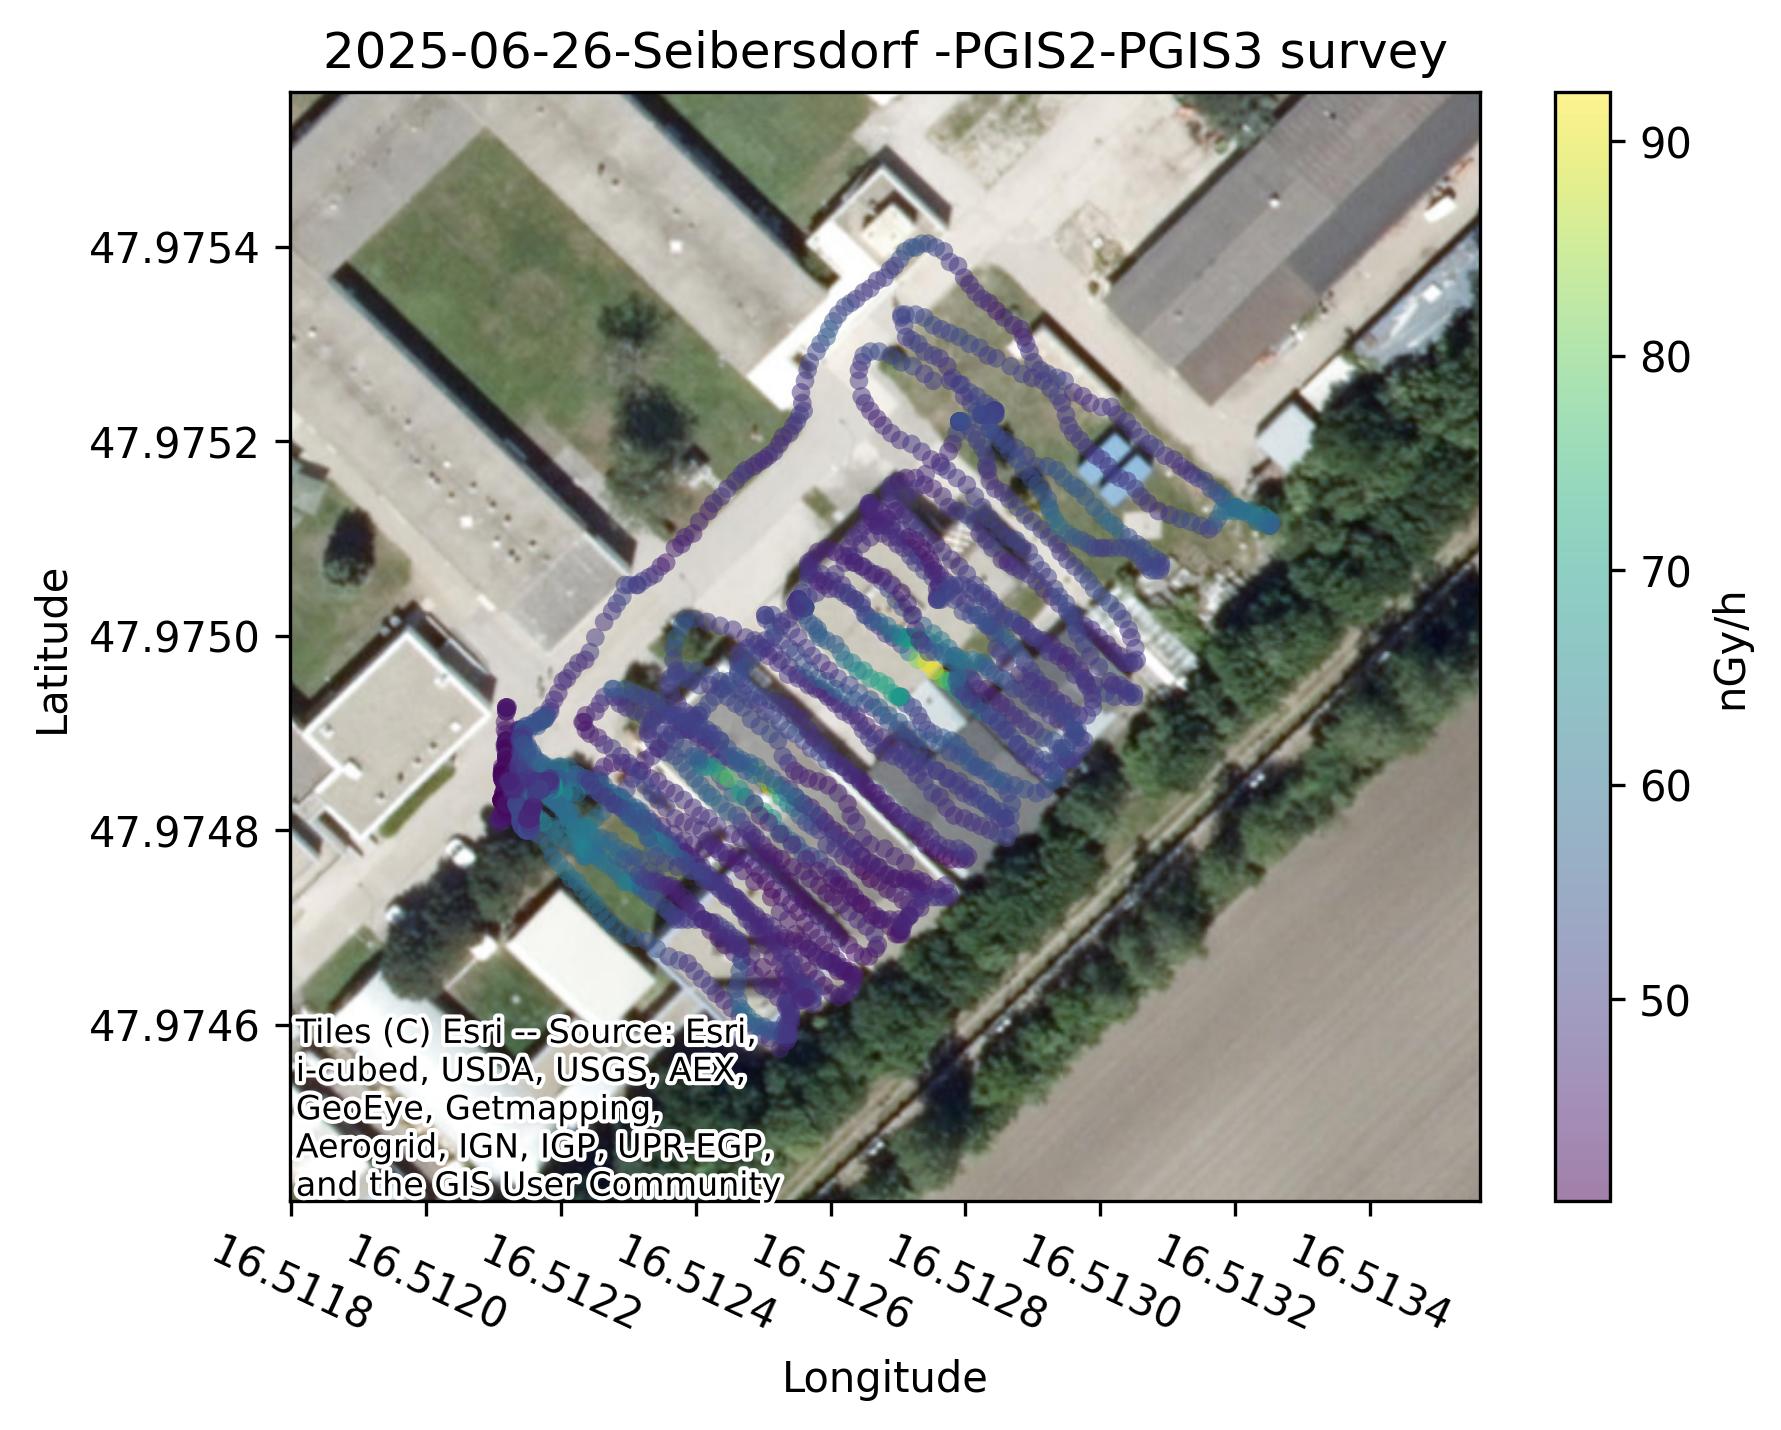 2025-06-26-Seibersdorf -PGIS2-PGIS3 survey
47.9754
47.9752
47.9750
47.9748
47.9746
Latitude
Tiles (C) Esri -- Source: Esri,
i-cubed, USDA, USGS, AEX,
GeoEye, Getmapping,
Aerogrid, IGN, IGP, UPR-EGP,
and the GIS User Community
16.5118
16.5120
16.5122
16.5124
16.5126
16.5128
16.5130
16.5132
16.5134
Longitude
90
80
70
60
50
nGy/h